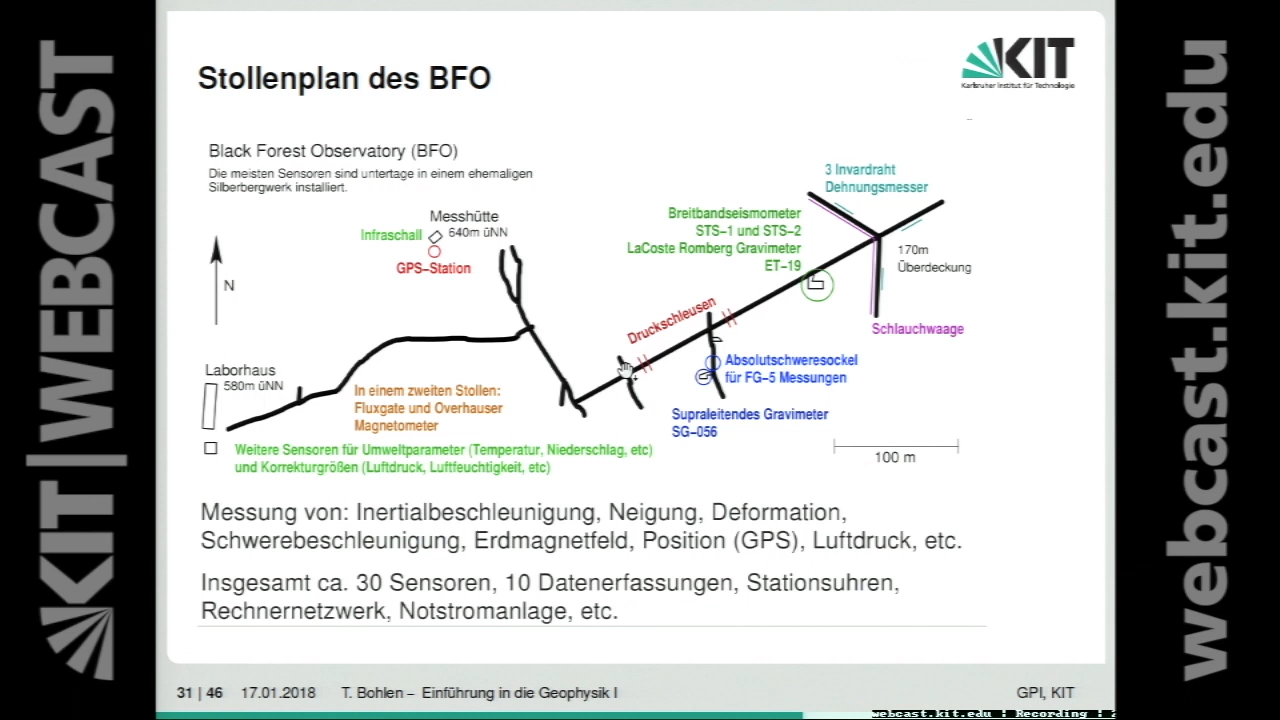 KIT | WEBCAST
Stollenplan des BFO
KIT
Karlsruher Institut für Technologie
Black Forest Observatory (BFO)
Die meisten Sensoren sind untertage in einem ehemaligen
Silberbergwerk installiert.
N
Messhütte
640m üNN
Infraschall
GPS-Station
Breitbandseismometer
STS-1 und STS-2
LaCoste Romberg Gravimeter
ET-19
3 Invardraht
Dehnungsmesser
170m
Überdeckung
Schlauchwaage
Druckschleusen
Absolutschweresockel
für FG-5 Messungen
Supraleitendes Gravimeter
SG-056
100 m
Laborhaus
580m üNN
In einem zweiten Stollen:
Fluxgate und Overhauser
Magnetometer
Weitere Sensoren für Umweltparameter (Temperatur, Niederschlag, etc)
und Korrekturgrößen (Luftdruck, Luftfeuchtigkeit, etc)
Messung von: Inertialbeschleunigung, Neigung, Deformation,
Schwerebeschleunigung, Erdmagnetfeld, Position (GPS), Luftdruck, etc.
Insgesamt ca. 30 Sensoren, 10 Datenerfassungen, Stationsuhren,
Rechnernetzwerk, Notstromanlage, etc.
31 | 46 17.01.2018 T. Bohlen – Einführung in die Geophysik I
GPI, KIT
webcast.kit.edu : Recording :
webcast.kit.edu